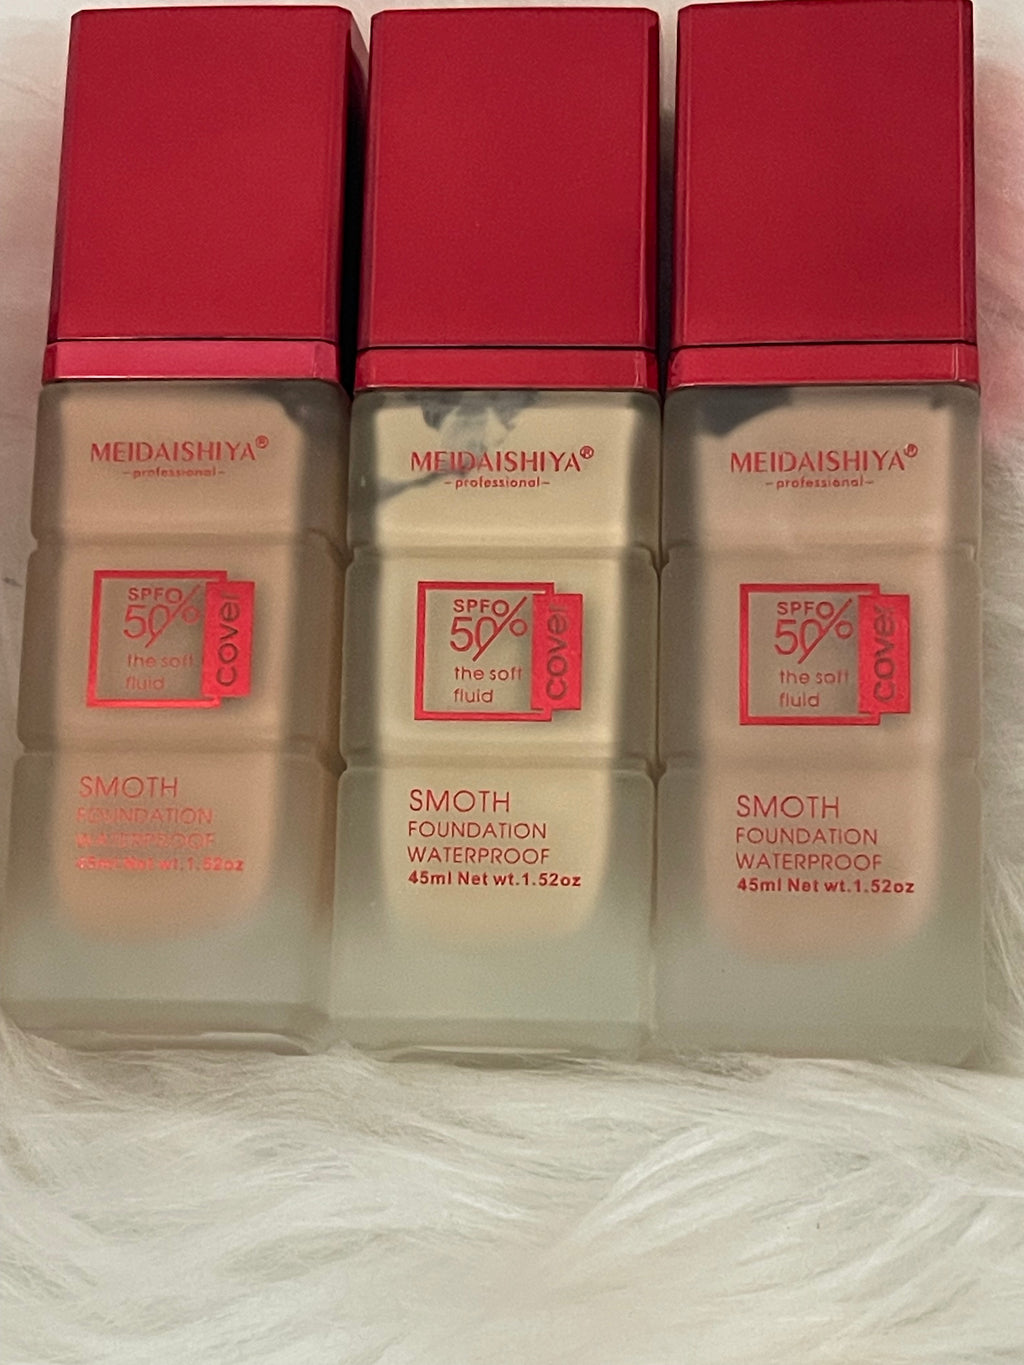 MEIDAISHIYA®
-professional-
SPFO
50%
the soft
fluid
cover
SMOTH
FOUNDATION
WATERPROOF
45ml Net wt.1.52oz
MEIDAISHIYA®
-professional-
SPFO
50%
the soft
fluid
cover
SMOTH
FOUNDATION
WATERPROOF
45ml Net wt.1.52oz
MEIDAISHIYA®
-professional-
SPFO
50%
the soft
fluid
cover
SMOTH
FOUNDATION
WATERPROOF
45ml Net wt.1.52oz